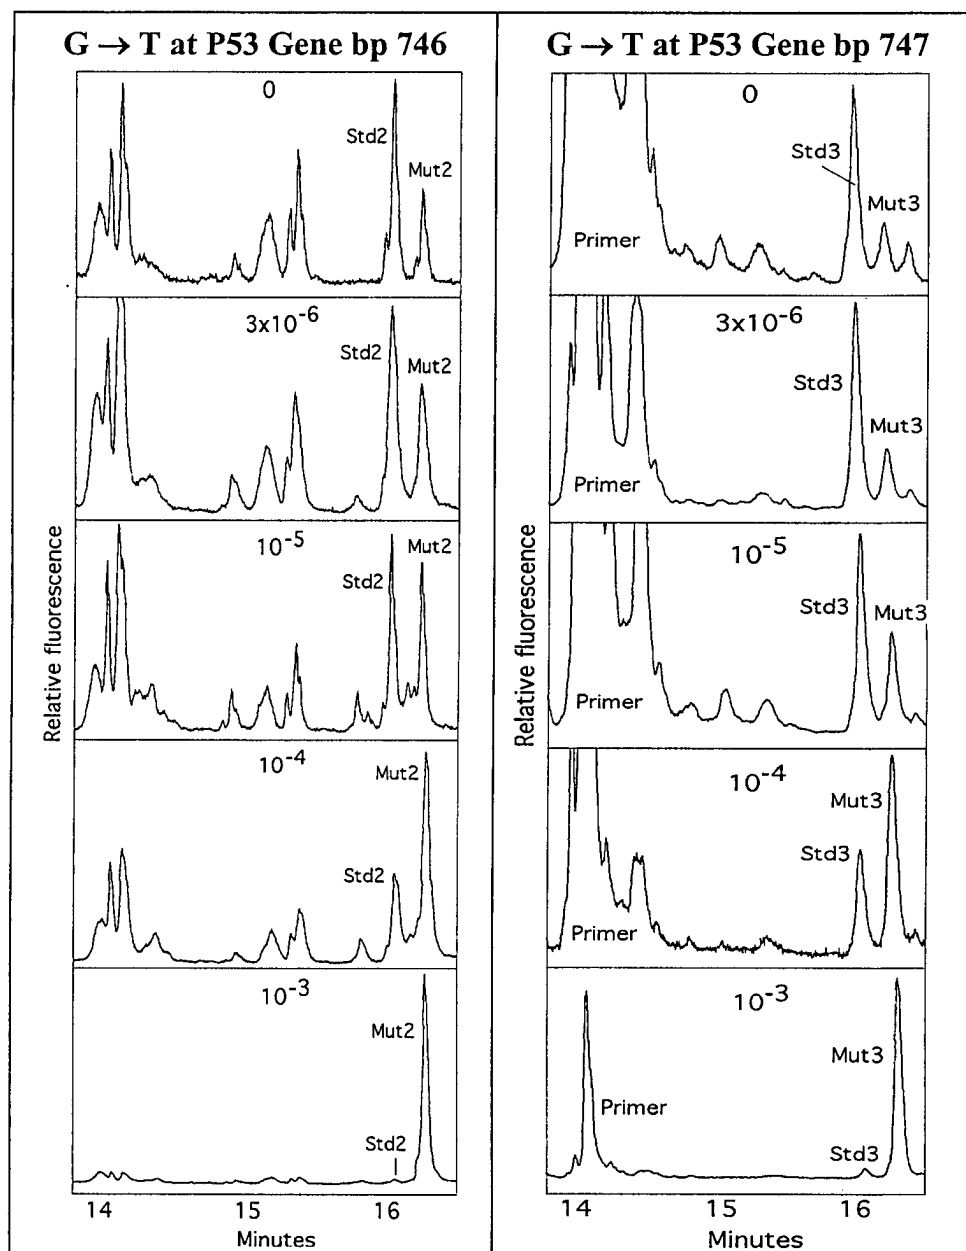 G → T at P53 Gene bp 746
0
Std2
Mut2
3x10⁻⁶
Std2
Mut2
10⁻⁵
Std2
Mut2
10⁻⁴
Mut2
Std2
10⁻³
Mut2
Std2
Relative fluorescence
14 15 16
Minutes
G → T at P53 Gene bp 747
0
Std3
Mut3
Primer
3x10⁻⁶
Std3
Mut3
Primer
10⁻⁵
Std3
Mut3
Primer
10⁻⁴
Mut3
Std3
Primer
10⁻³
Mut3
Primer
Std3
Relative fluorescence
14 15 16
Minutes